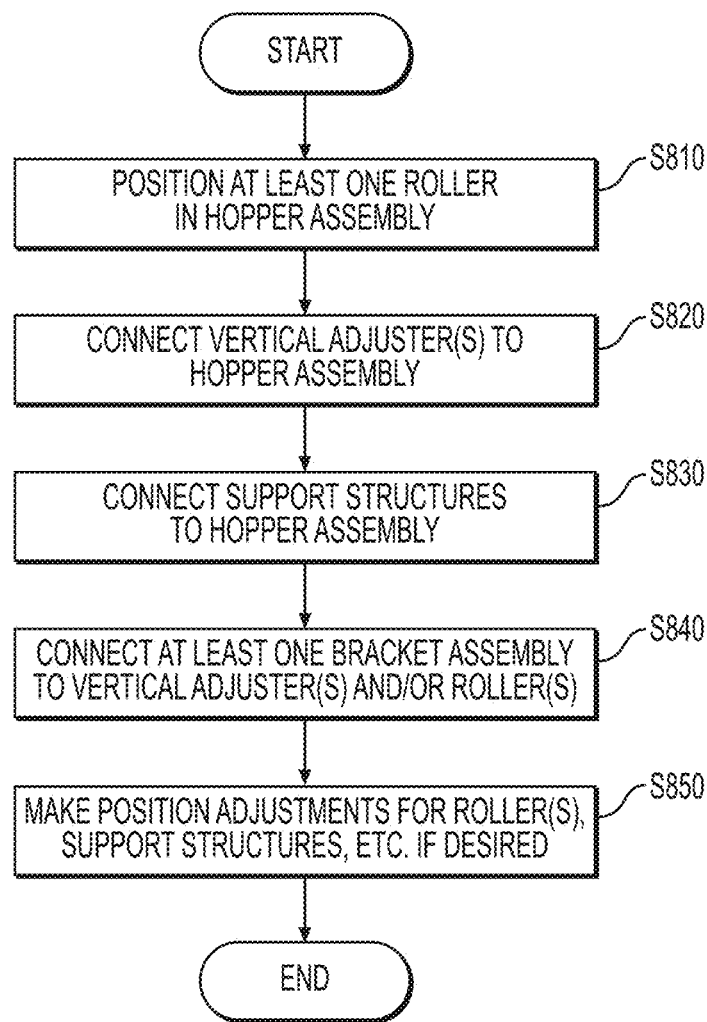 START
POSITION AT LEAST ONE ROLLER
IN HOPPER ASSEMBLY
S810
CONNECT VERTICAL ADJUSTER(S) TO
HOPPER ASSEMBLY
S820
CONNECT SUPPORT STRUCTURES
TO HOPPER ASSEMBLY
S830
CONNECT AT LEAST ONE BRACKET ASSEMBLY
TO VERTICAL ADJUSTER(S) AND/OR ROLLER(S)
S840
MAKE POSITION ADJUSTMENTS FOR ROLLER(S),
SUPPORT STRUCTURES, ETC. IF DESIRED
S850
END